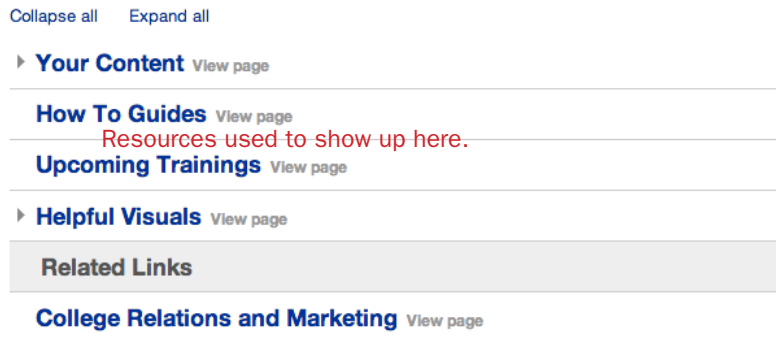 Collapse all Expand all
Your Content View page
How To Guides View page
Resources used to show up here.
Upcoming Trainings View page
Helpful Visuals View page
Related Links
College Relations and Marketing View page